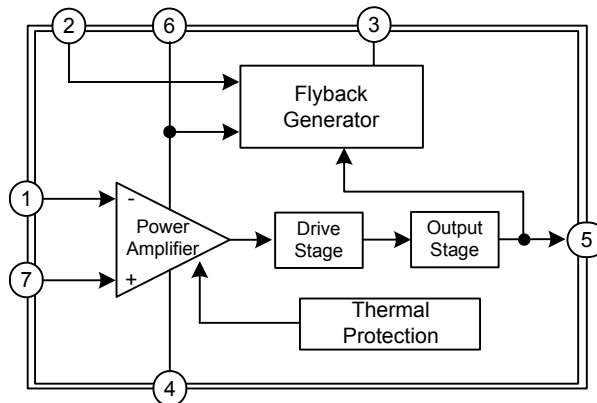 2
6
3
Flyback
Generator
1
-
Power
Amplifier
Drive
Stage
Output
Stage
5
7
+
Thermal
Protection
4